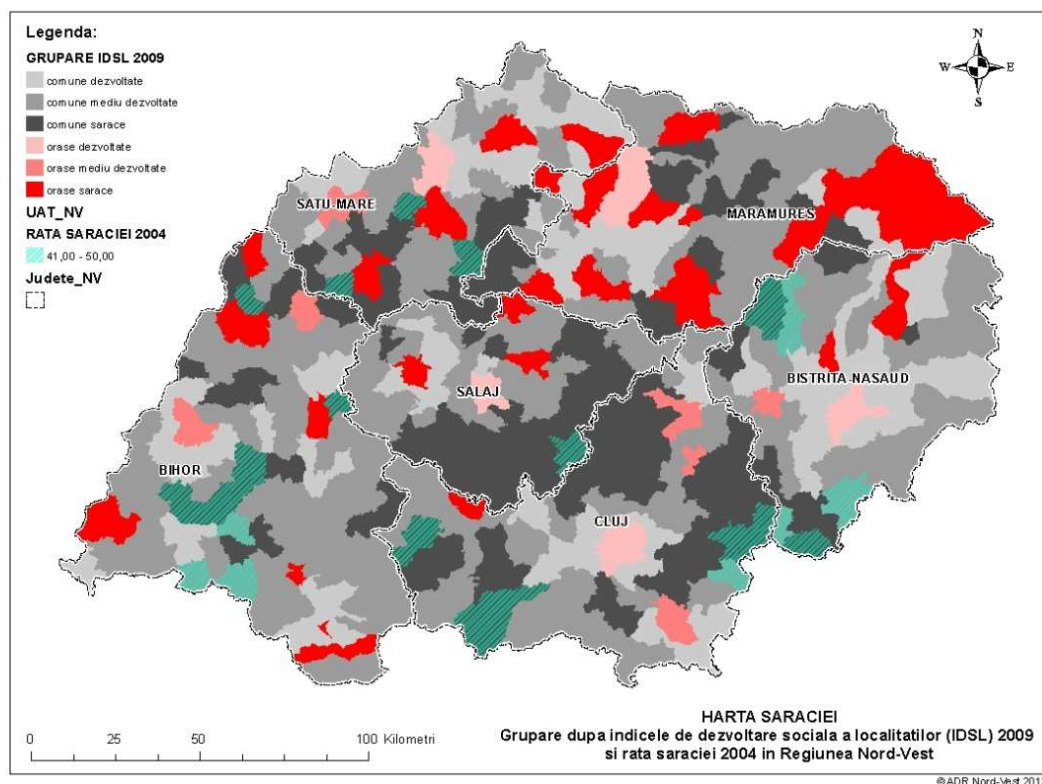 Legenda:
GRUPARE IDSL 2009
comune dezvoltate
comune mediu dezvoltate
comune sarace
orase dezvoltate
orase mediu dezvoltate
orase sarace
UAT_NV
RATA SARACIEI 2004
41,00 - 50,00
Judete_NV
N
W E
S
SATU-MARE
MARAMURES
SALAJ
BISTRITA-NASAUD
BIHOR
CLUJ
0 25 50 100 Kilometri
HARTA SARACIEI
Grupare dupa indicele de dezvoltare sociala a localitatilor (IDSL) 2009
si rata saraciei 2004 in Regiunea Nord-Vest